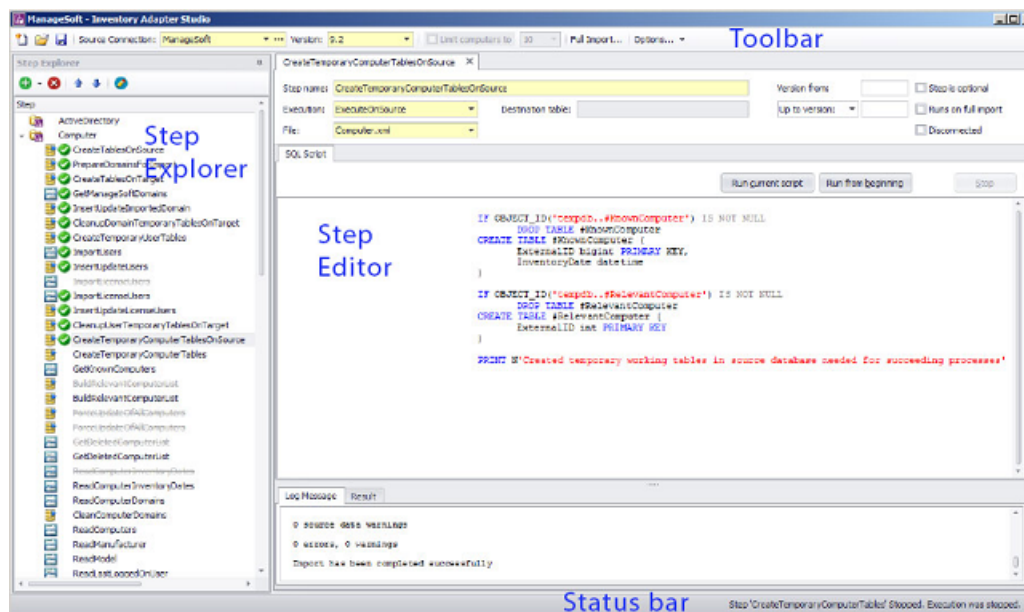 ManageSoft - Inventory Adapter Studio
Source Connection: ManageSoft Version: 9.2 Limit computers to 10 Full Import... Options...
Toolbar
Step Explorer
Step
ActiveDirectory
Computer
CreateTablesOnSource
PrepareDomainsForImport
CreateTablesOnTarget
GetManageSoftDomains
InsertUpdateImportedDomain
CleanupDomainTemporaryTablesOnTarget
CreateTemporaryUserTables
ImportUsers
InsertUpdateUsers
ImportLicenseUsers
ImportLicenseUsers
InsertUpdateLicenseUsers
CleanupUserTemporaryTablesOnTarget
CreateTemporaryComputerTablesOnSource
CreateTemporaryComputerTables
GetKnownComputers
BuildRelevantComputerList
BuildRelevantComputerList
ForceUpdateOfAllComputers
ForceUpdateOfAllComputers
GetDeletedComputerList
GetDeletedComputerList
ReadComputerInventoryDates
ReadComputerInventoryDates
ReadComputerDomains
CleanComputerDomains
ReadComputers
ReadManufacturer
ReadModel
ReadLastLoggedOnUser
Step
Explorer
CreateTemporaryComputerTablesOnSource
Step name: CreateTemporaryComputerTablesOnSource Version from: Step is optional
Execution: ExecuteOnSource Destination table: Up to version: Runs on full import
File: Computer.xml Disconnected
SQL Script
Run current script Run from beginning Stop
Step
Editor
IF OBJECT_ID('tempdb..#KnownComputer') IS NOT NULL
DROP TABLE #KnownComputer
CREATE TABLE #KnownComputer (
ExternalID bigint PRIMARY KEY,
InventoryDate datetime
)
IF OBJECT_ID('tempdb..#RelevantComputer') IS NOT NULL
DROP TABLE #RelevantComputer
CREATE TABLE #RelevantComputer (
ExternalID int PRIMARY KEY
)
PRINT N'Created temporary working tables in source database needed for succeeding processes'
Log Message Result
0 source data warnings
0 errors, 0 warnings
Import has been completed successfully
Status bar
Step 'CreateTemporaryComputerTables' Stopped. Execution was stopped.